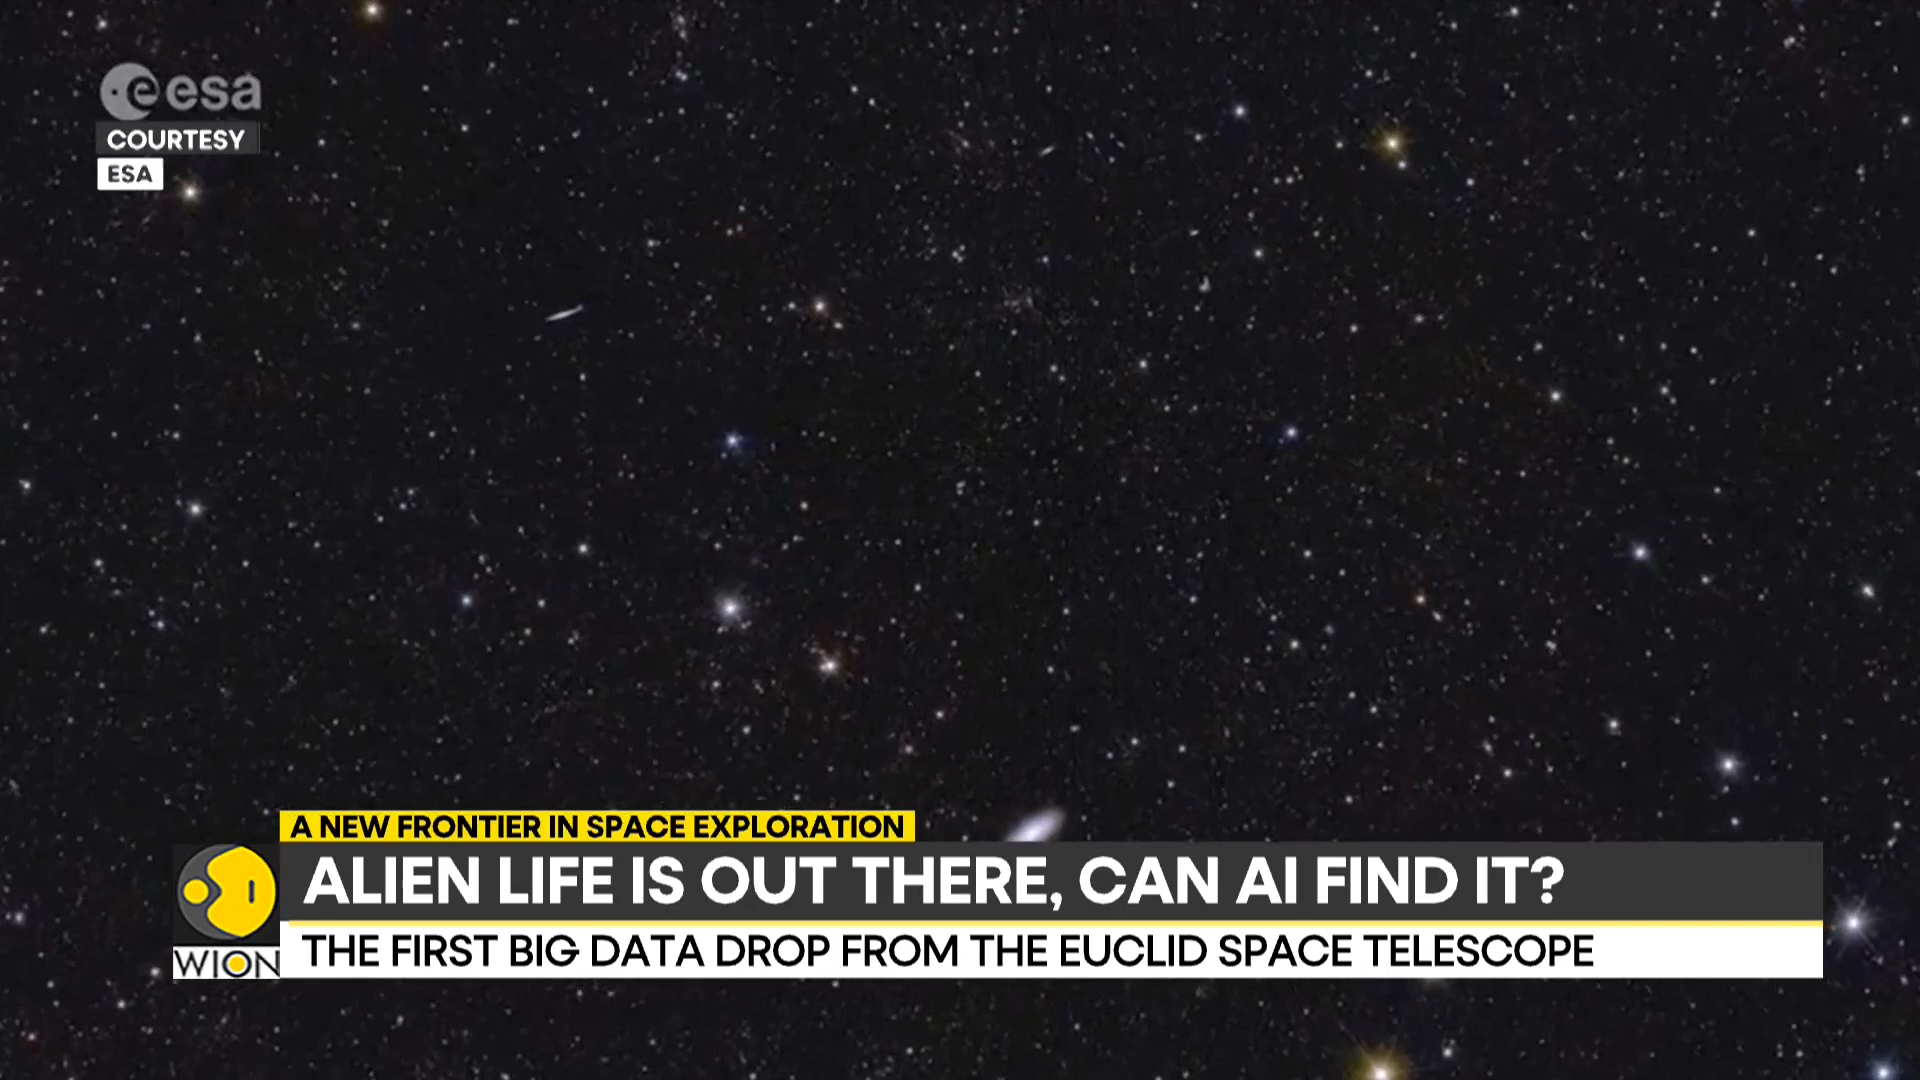 esa
COURTESY
ESA
A NEW FRONTIER IN SPACE EXPLORATION
ALIEN LIFE IS OUT THERE, CAN AI FIND IT?
THE FIRST BIG DATA DROP FROM THE EUCLID SPACE TELESCOPE
WION